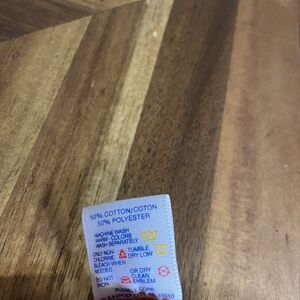 50% COTTON/COTON
50% POLYESTER
MACHINE WASH
WARM - COLORS
WASH SEPARATELY
ONLY NON
CHLORINE
BLEACH WHEN
NEEDED
TUMBLE
DRY LOW
DO NOT
IRON
OR DRY
CLEAN
EMBLEM